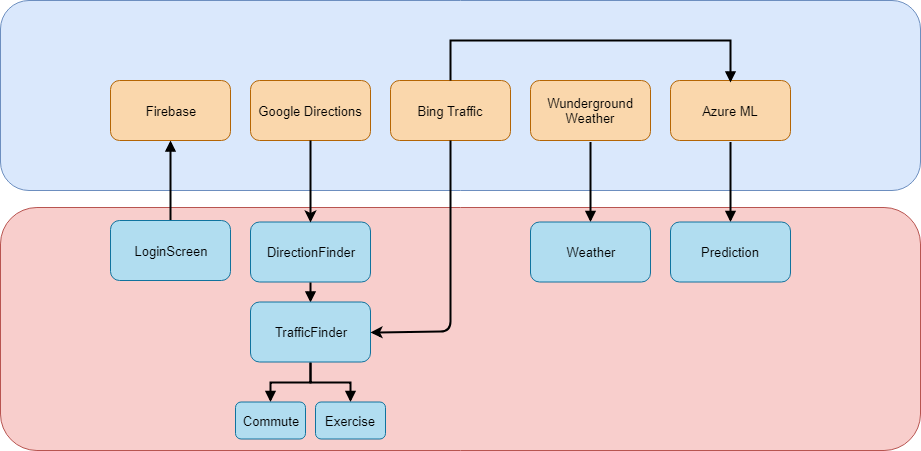 Firebase
Google Directions
Bing Traffic
Wunderground
Weather
Azure ML
LoginScreen
DirectionFinder
Weather
Prediction
TrafficFinder
Commute
Exercise